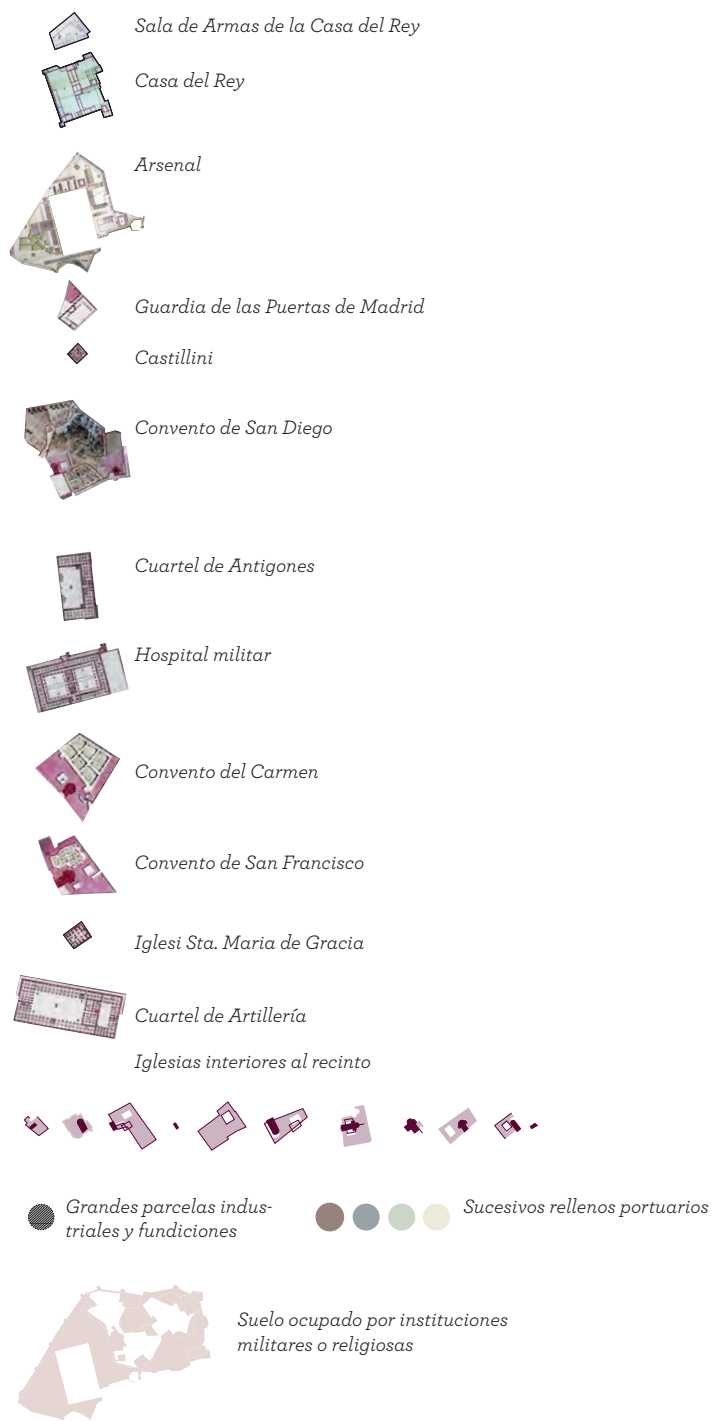 Sala de Armas de la Casa del Rey
Casa del Rey
Arsenal
Guardia de las Puertas de Madrid
Castillini
Convento de San Diego
Cuartel de Antigones
Hospital militar
Convento del Carmen
Convento de San Francisco
Iglesi Sta. Maria de Gracia
Cuartel de Artillería
Iglesias interiores al recinto
Grandes parcelas indus-
triales y fundiciones
Sucesivos rellenos portuarios
Suelo ocupado por instituciones
militares o religiosas